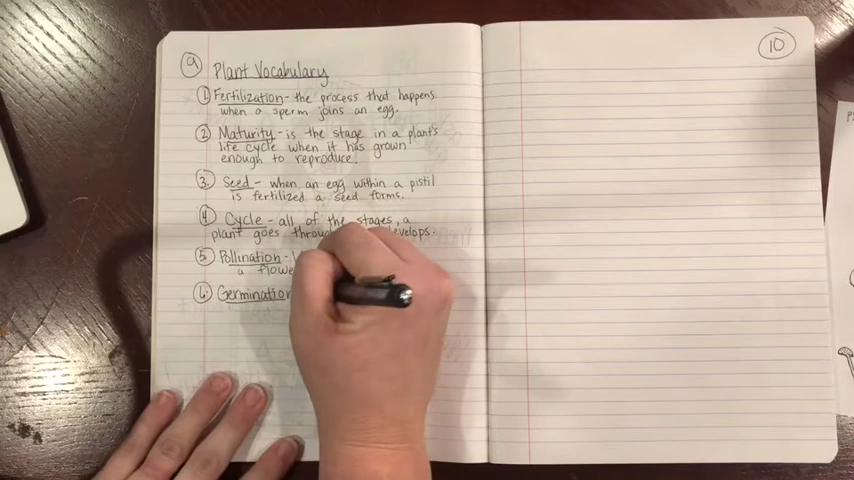 9 Plant Vocabulary
10
1 Fertilization - the process that happens
when a sperm joins an egg.
2 Maturity - is the stage in a plant's
life cycle when it has grown
enough to reproduce.
3. Seed - when an egg within a pistil
is fertilized a seed forms.
4 Cycle - all of the stages, a
plant goes through develops.
5 Pollination -
a flowe
6. Germination